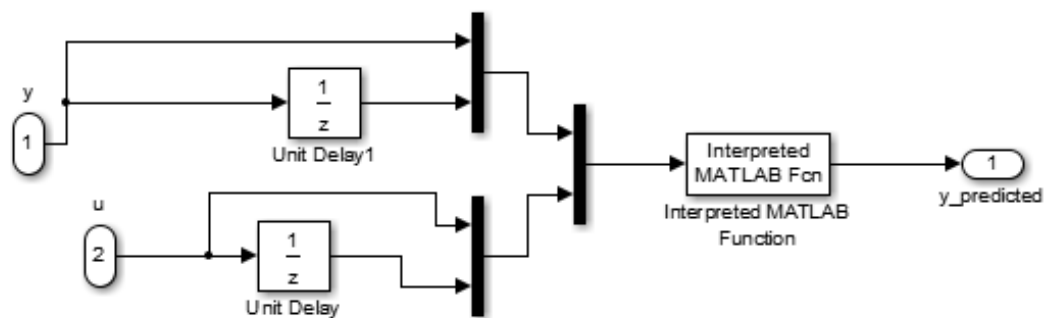 y
1
1
z
Unit Delay1
Interpreted
MATLAB Fcn
Interpreted MATLAB
Function
1
y_predicted
u
2
1
z
Unit Delay